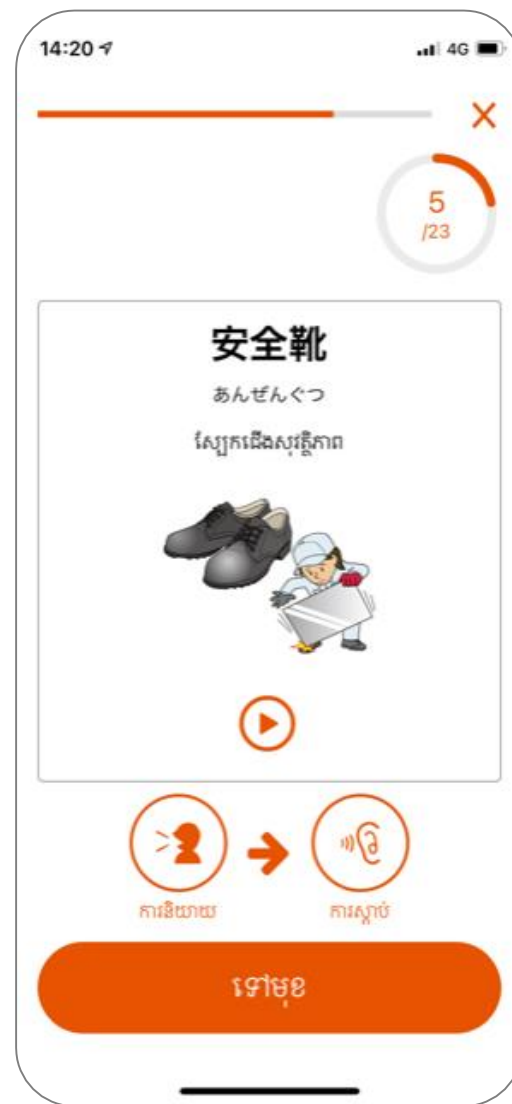 14:20
4G
5
/23
安全靴
あんぜんぐつ
ស្បែកជើងសុវត្ថិភាព
ការនិយាយ
ការស្តាប់
ទៅមុខ